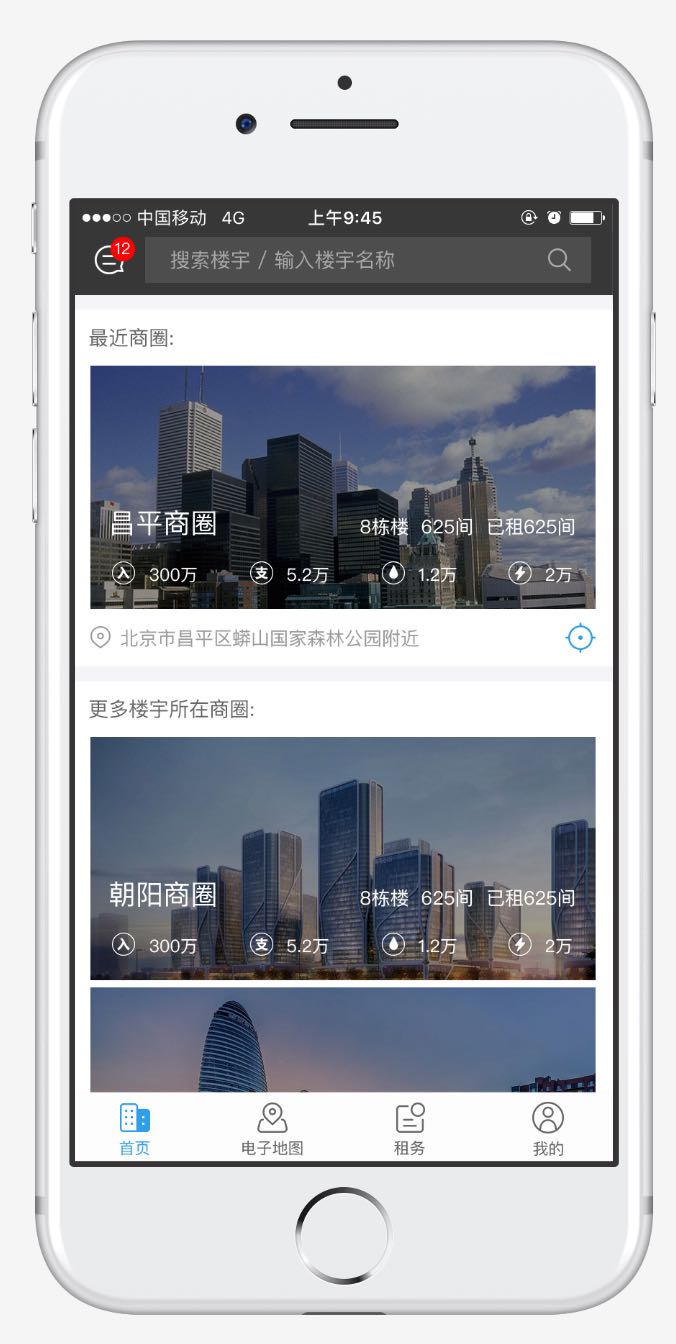 中国移动 4G 上午9:45
12
搜索楼宇 / 输入楼宇名称
最近商圈:
昌平商圈 8栋楼 625间 已租625间
入 300万 支 5.2万 1.2万 2万
北京市昌平区蟒山国家森林公园附近
更多楼宇所在商圈:
朝阳商圈 8栋楼 625间 已租625间
入 300万 支 5.2万 1.2万 2万
首页 电子地图 租务 我的